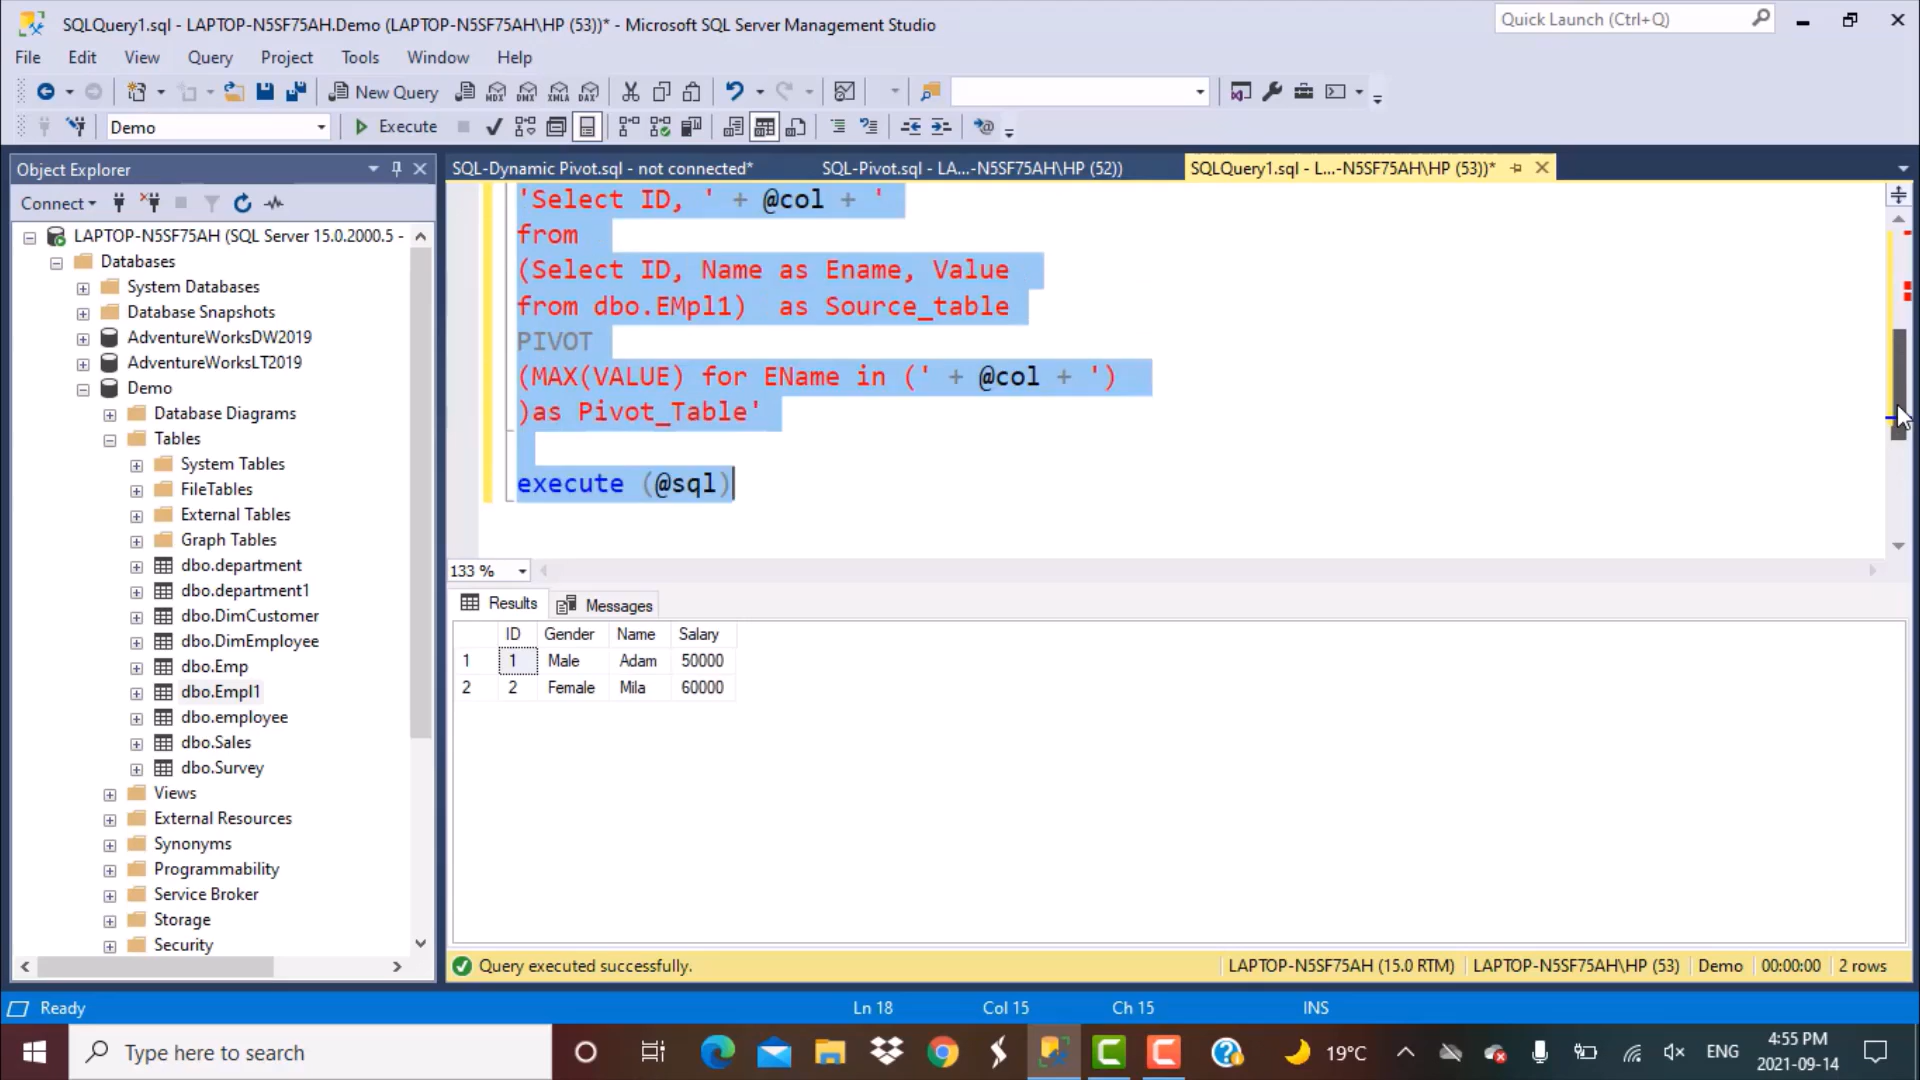 SQLQuery1.sql - LAPTOP-N5SF75AH.Demo (LAPTOP-N5SF75AH\HP (53))* - Microsoft SQL Server Management Studio
Quick Launch (Ctrl+Q)
File Edit View Query Project Tools Window Help
New Query
MDX DMX XMLA DAX
Demo Execute
Object Explorer
Connect
LAPTOP-N5SF75AH (SQL Server 15.0.2000.5 -
Databases
System Databases
Database Snapshots
AdventureWorksDW2019
AdventureWorksLT2019
Demo
Database Diagrams
Tables
System Tables
FileTables
External Tables
Graph Tables
dbo.department
dbo.department1
dbo.DimCustomer
dbo.DimEmployee
dbo.Emp
dbo.Empl1
dbo.employee
dbo.Sales
dbo.Survey
Views
External Resources
Synonyms
Programmability
Service Broker
Storage
Security
SQL-Dynamic Pivot.sql - not connected* SQL-Pivot.sql - LA...-N5SF75AH\HP (52)) SQLQuery1.sql - L...-N5SF75AH\HP (53))*
'Select ID, ' + @col + '
from
(Select ID, Name as Ename, Value
from dbo.EMpl1)  as Source_table
PIVOT
(MAX(VALUE) for EName in (' + @col + ')
)as Pivot_Table'
execute (@sql)
133 %
Results Messages
ID Gender Name Salary
1 1 Male Adam 50000
2 2 Female Mila 60000
Query executed successfully. LAPTOP-N5SF75AH (15.0 RTM) LAPTOP-N5SF75AH\HP (53) Demo 00:00:00 2 rows
Ready Ln 18 Col 15 Ch 15 INS
Type here to search
19°C ENG
4:55 PM
2021-09-14